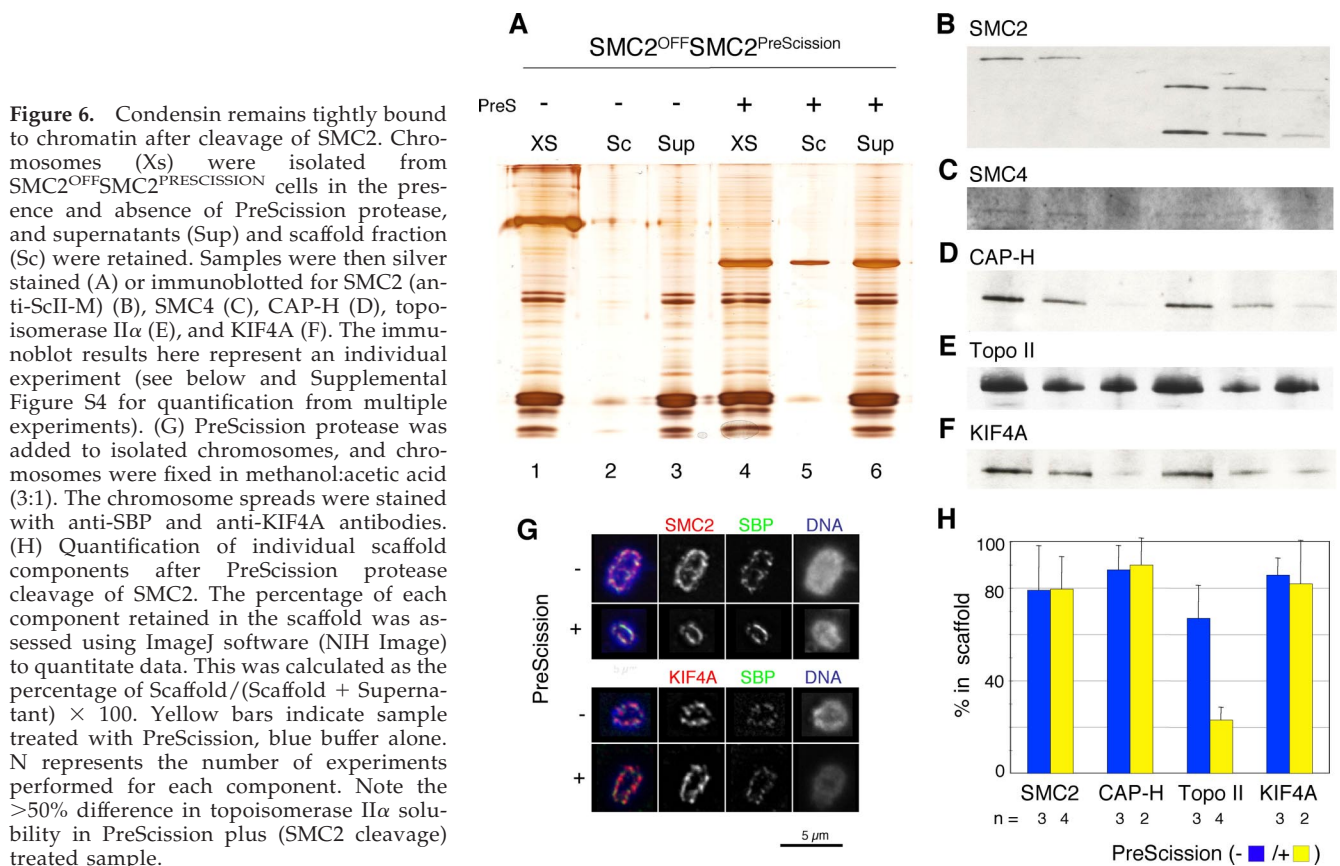 Figure 6. Condensin remains tightly bound
to chromatin after cleavage of SMC2. Chro-
mosomes (Xs) were isolated from
SMC2^OFF SMC2^PRESCISSION cells in the pres-
ence and absence of PreScission protease,
and supernatants (Sup) and scaffold fraction
(Sc) were retained. Samples were then silver
stained (A) or immunoblotted for SMC2 (an-
ti-ScII-M) (B), SMC4 (C), CAP-H (D), topo-
isomerase IIα (E), and KIF4A (F). The immu-
noblot results here represent an individual
experiment (see below and Supplemental
Figure S4 for quantification from multiple
experiments). (G) PreScission protease was
added to isolated chromosomes, and chro-
mosomes were fixed in methanol:acetic acid
(3:1). The chromosome spreads were stained
with anti-SBP and anti-KIF4A antibodies.
(H) Quantification of individual scaffold
components after PreScission protease
cleavage of SMC2. The percentage of each
component retained in the scaffold was as-
sessed using ImageJ software (NIH Image)
to quantitate data. This was calculated as the
percentage of Scaffold/(Scaffold + Superna-
tant) × 100. Yellow bars indicate sample
treated with PreScission, blue buffer alone.
N represents the number of experiments
performed for each component. Note the
>50% difference in topoisomerase IIα solu-
bility in PreScission plus (SMC2 cleavage)
treated sample.
A
SMC2^OFF SMC2^PreScission
PreS - - - + + +
XS Sc Sup XS Sc Sup
1 2 3 4 5 6
B SMC2
C SMC4
D CAP-H
E Topo II
F KIF4A
G
SMC2 SBP DNA
-
+
5 µm
KIF4A SBP DNA
-
+
PreScission
5 µm
H
100
80
40
0
% in scaffold
SMC2 CAP-H Topo II KIF4A
n = 3 4 3 2 3 4 3 2
PreScission (- /+ )